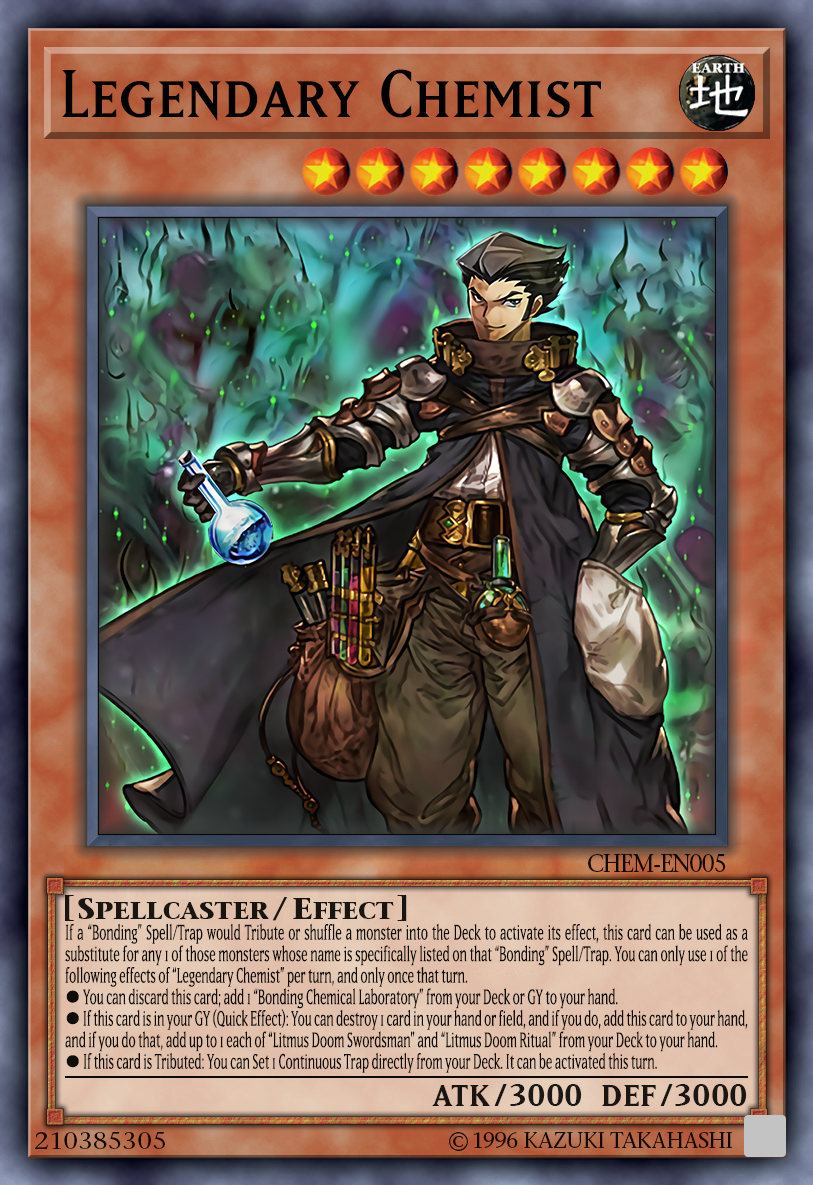 Legendary Chemist
EARTH
地
CHEM-EN005
[Spellcaster / Effect]
If a “Bonding” Spell/Trap would Tribute or shuffle a monster into the Deck to activate its effect, this card can be used as a
substitute for any 1 of those monsters whose name is specifically listed on that “Bonding” Spell/Trap. You can only use 1 of the
following effects of “Legendary Chemist” per turn, and only once that turn.
● You can discard this card; add 1 “Bonding Chemical Laboratory” from your Deck or GY to your hand.
● If this card is in your GY (Quick Effect): You can destroy 1 card in your hand or field, and if you do, add this card to your hand,
and if you do that, add up to 1 each of “Litmus Doom Swordsman” and “Litmus Doom Ritual” from your Deck to your hand.
● If this card is Tributed: You can Set 1 Continuous Trap directly from your Deck. It can be activated this turn.
ATK/3000 DEF/3000
210385305
© 1996 KAZUKI TAKAHASHI